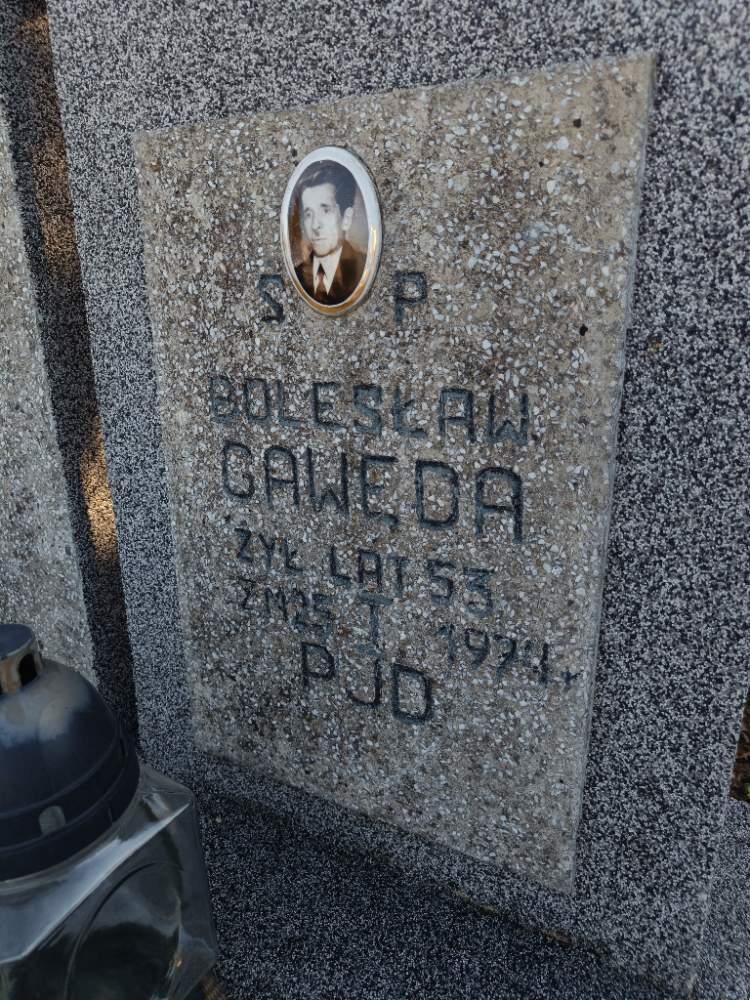 S P
BOLESŁAW
GAWĘDA
ŻYŁ LAT 53
ZM 25 I 1974 r
PJD